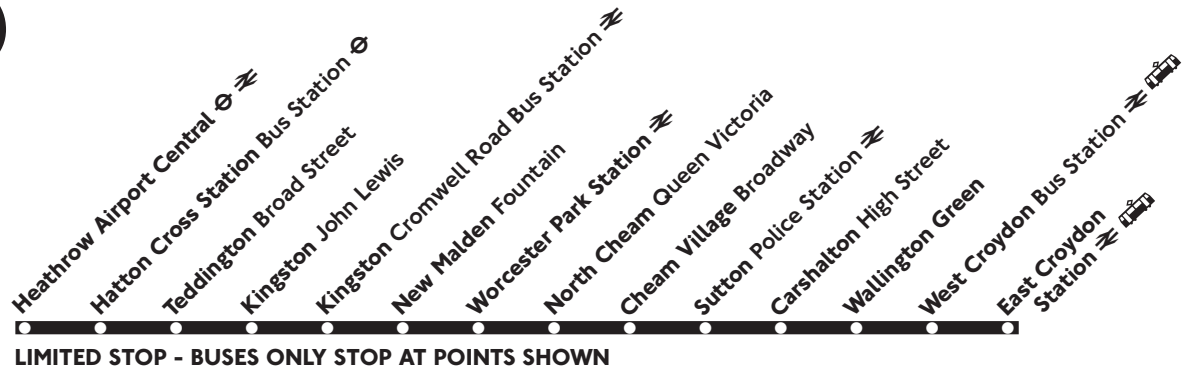 Heathrow Airport Central
Hatton Cross Station Bus Station
Teddington Broad Street
Kingston John Lewis
Kingston Cromwell Road Bus Station
New Malden Fountain
Worcester Park Station
North Cheam Queen Victoria
Cheam Village Broadway
Sutton Police Station
Carshalton High Street
Wallington Green
West Croydon Bus Station
East Croydon
Station
LIMITED STOP - BUSES ONLY STOP AT POINTS SHOWN